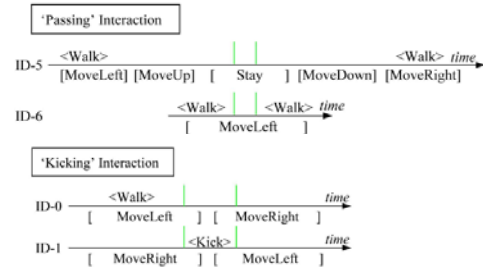 'Passing' Interaction
<Walk> <Walk> time
ID-5
[MoveLeft] [MoveUp] [ Stay ] [MoveDown] [MoveRight]
<Walk> <Walk> time
ID-6
[ MoveLeft ]
'Kicking' Interaction
<Walk> time
ID-0
[ MoveLeft ] [ MoveRight ]
<Kick> time
ID-1
[ MoveRight ] [ MoveLeft ]